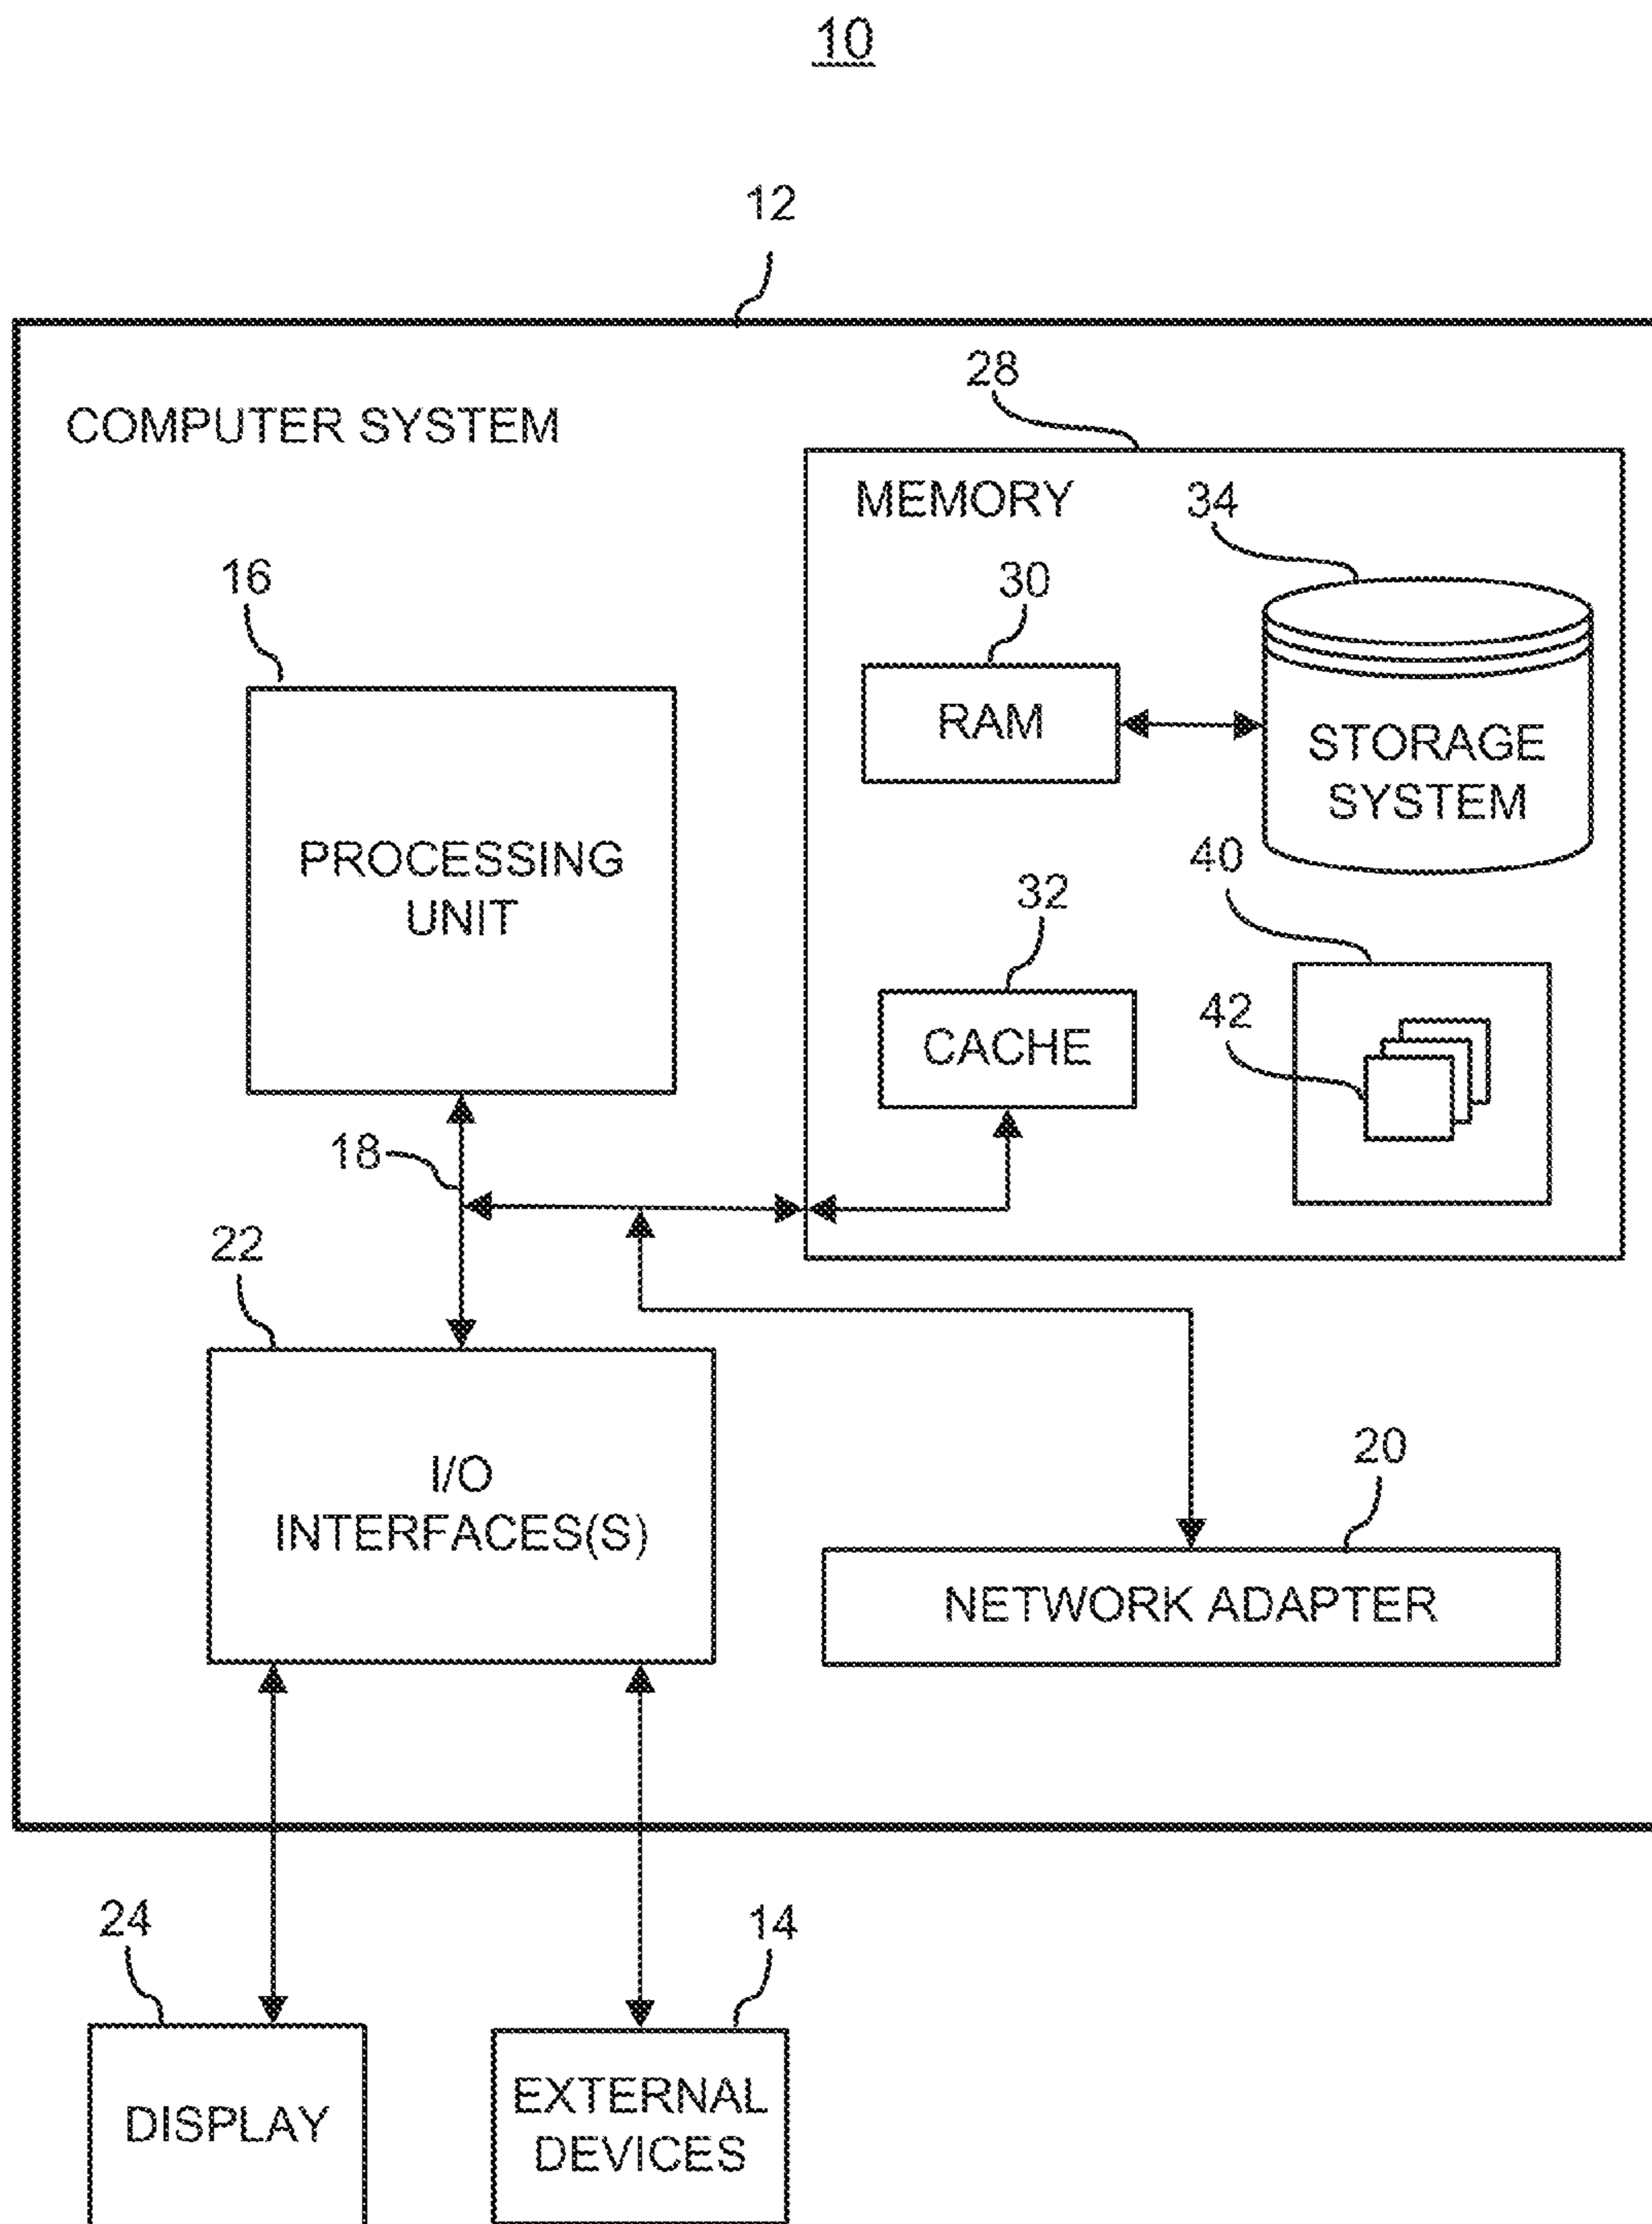 10
12
COMPUTER SYSTEM
28
MEMORY
34
16
30
RAM
STORAGE
SYSTEM
PROCESSING
UNIT
40
32
42
CACHE
18
22
I/O
INTERFACES(S)
20
NETWORK ADAPTER
24
14
DISPLAY
EXTERNAL
DEVICES